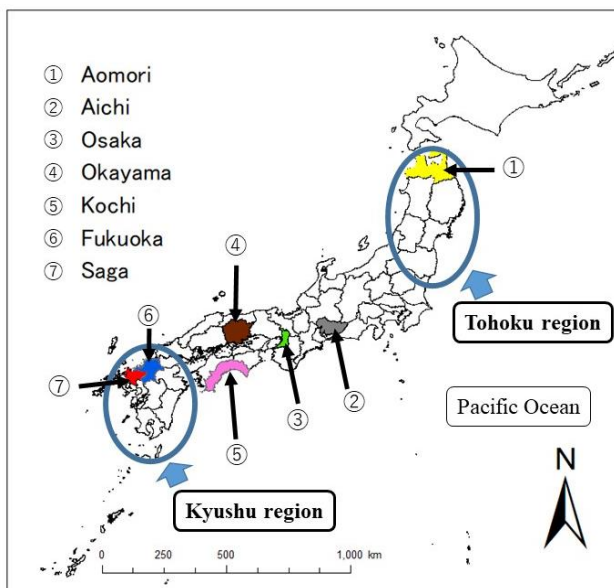 ① Aomori
② Aichi
③ Osaka
④ Okayama
⑤ Kochi
⑥ Fukuoka
⑦ Saga
①
④
⑥
Tohoku region
⑦
③
②
⑤
Pacific Ocean
N
Kyushu region
0 250 500 1,000 km